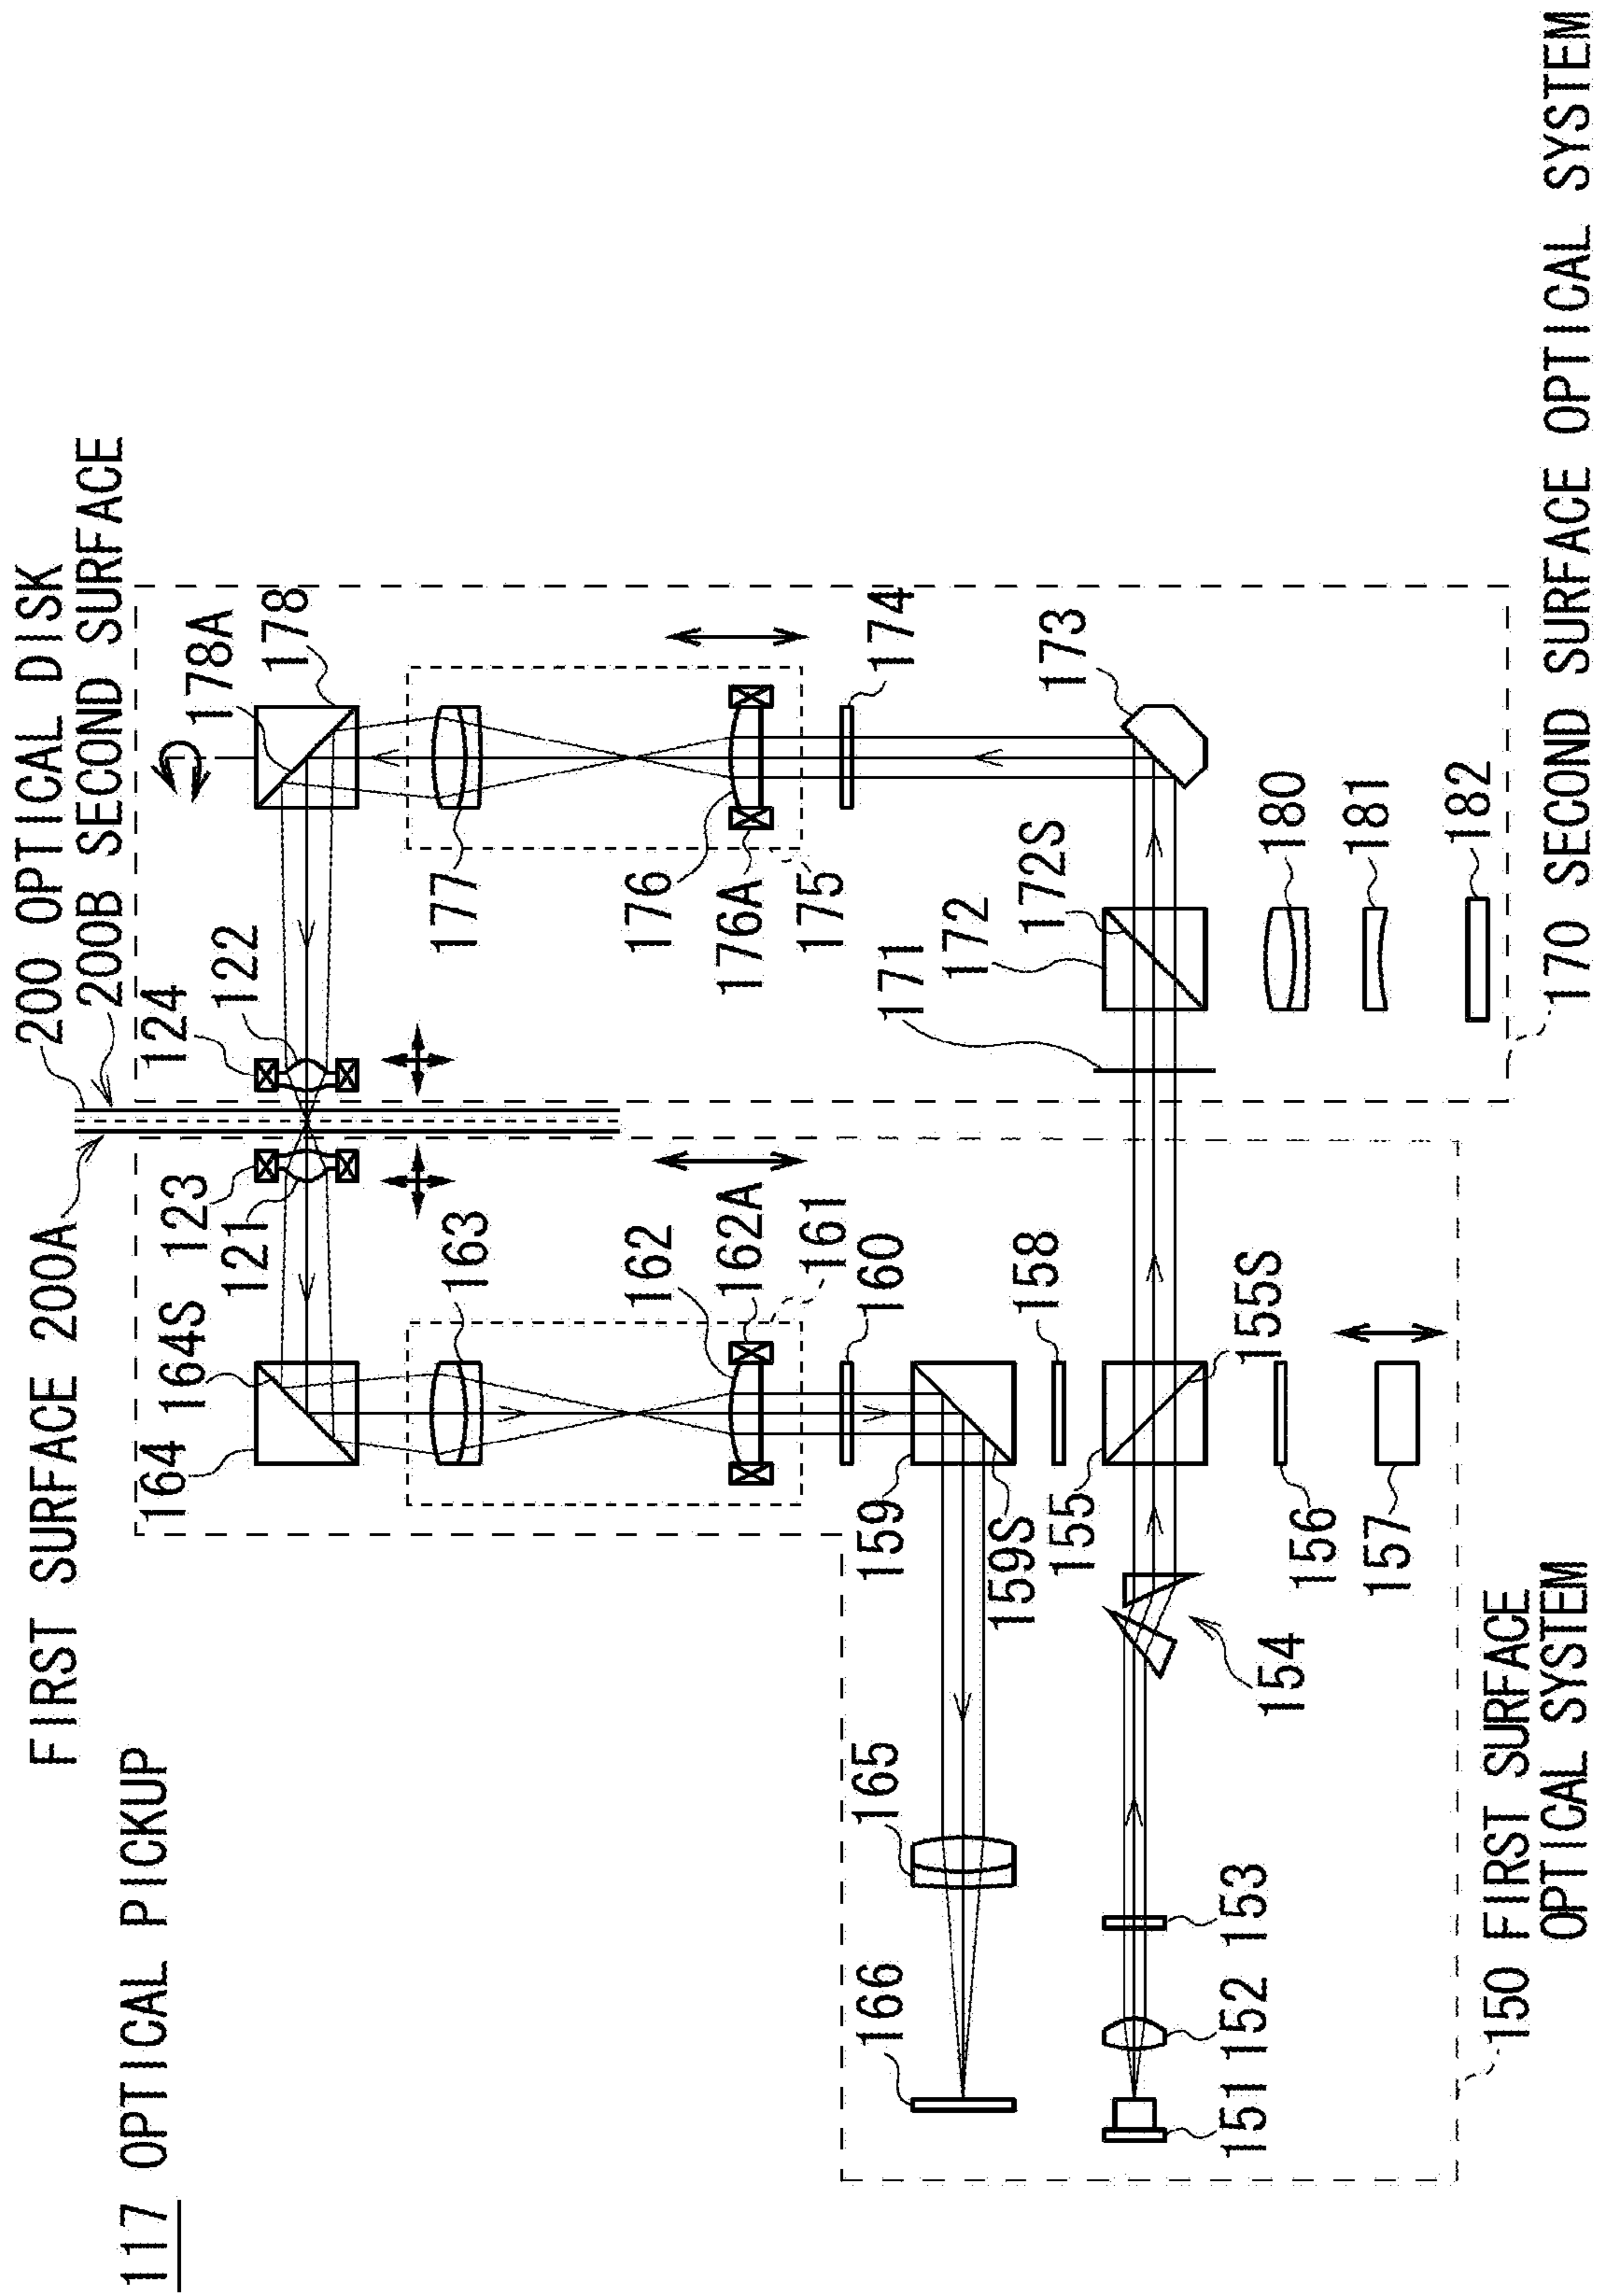 117 OPTICAL PICKUP
200 OPTICAL DISK
FIRST SURFACE 200A
200B SECOND SURFACE
164
164S
123
121
124
122
178A
178
163
177
162
162A
161
176
176A
175
160
174
166
165
159
159S
158
155
155S
171
172
172S
173
151
152
153
154
156
157
180
181
182
150 FIRST SURFACE
OPTICAL SYSTEM
170 SECOND SURFACE OPTICAL SYSTEM